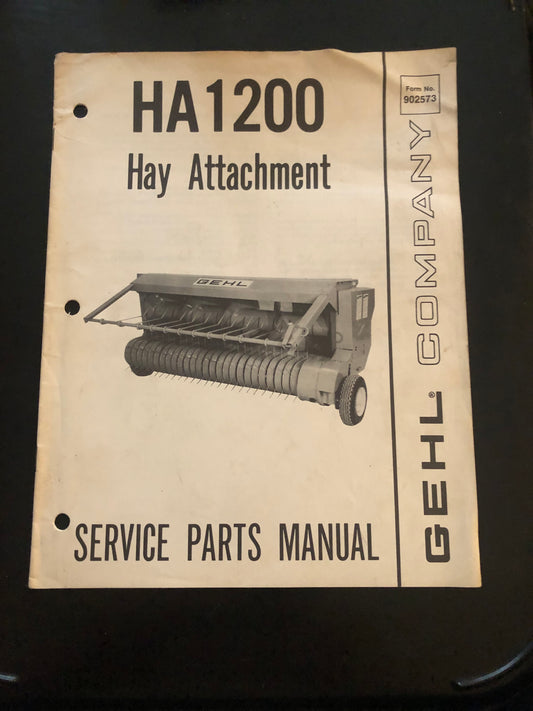 HA1200
Hay Attachment
Form No.
902573
GEHL
SERVICE PARTS MANUAL
GEHL® COMPANY